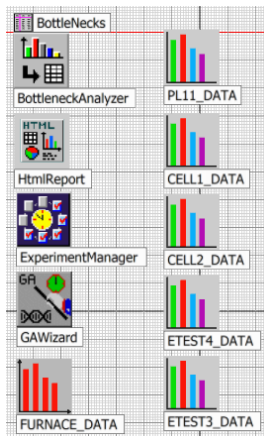 BottleNecks
BottleneckAnalyzer
PL11_DATA
HTML
HtmlReport
CELL1_DATA
ExperimentManager
CELL2_DATA
GA
GAWizard
ETEST4_DATA
FURNACE_DATA
ETEST3_DATA